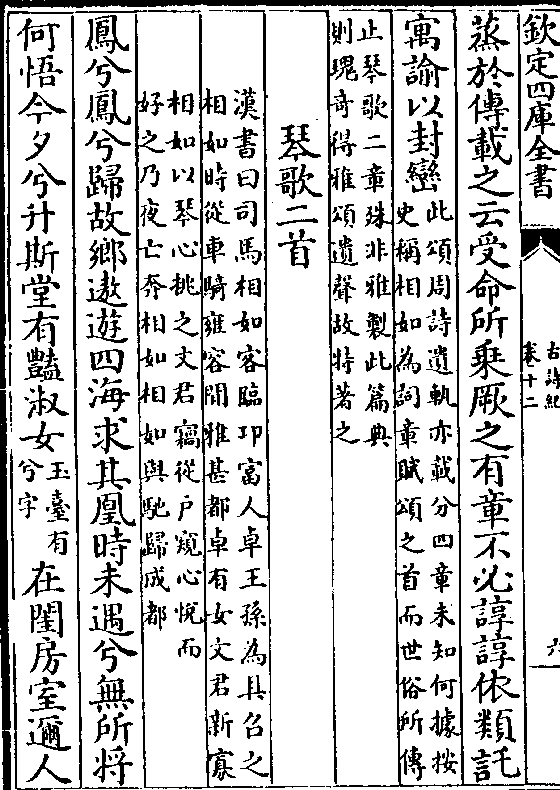 欽定四庫全書
古詩紀
卷十二
六
蒸於傳載之云受命所乘厥之有章不必諄諄依類託
寓諭以封巒
此頌周詩遺軌亦載分四章未知何據按
史稱相如為詞章賦頌之首而世俗所傳
止琴歌二章殊非雅製此篇典
則瑰奇得雅頌遺聲故特著之
琴歌二首
漢書曰司馬相如客臨邛富人卓王孫為具召之
相如時從車騎雍容閒雅甚都卓有女文君新寡
相如以琴心挑之文君竊從户窺心悅而
好之乃夜亡奔相如相如與馳歸成都
鳳兮鳳兮歸故鄉遨遊四海求其凰時未遇兮無所將
何悟今夕兮升斯堂有豔淑女
玉臺有
兮字
在閨房室邇人